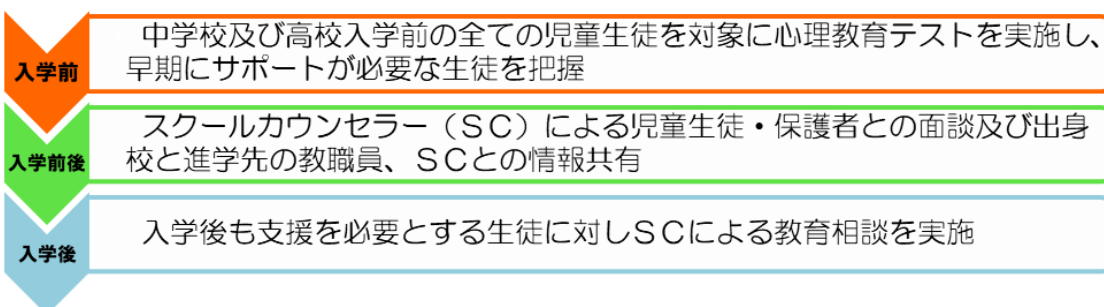 入学前
中学校及び高校入学前の全ての児童生徒を対象に心理教育テストを実施し、
早期にサポートが必要な生徒を把握
入学前後
スクールカウンセラー（ＳＣ）による児童生徒・保護者との面談及び出身
校と進学先の教職員、ＳＣとの情報共有
入学後
入学後も支援を必要とする生徒に対しＳＣによる教育相談を実施